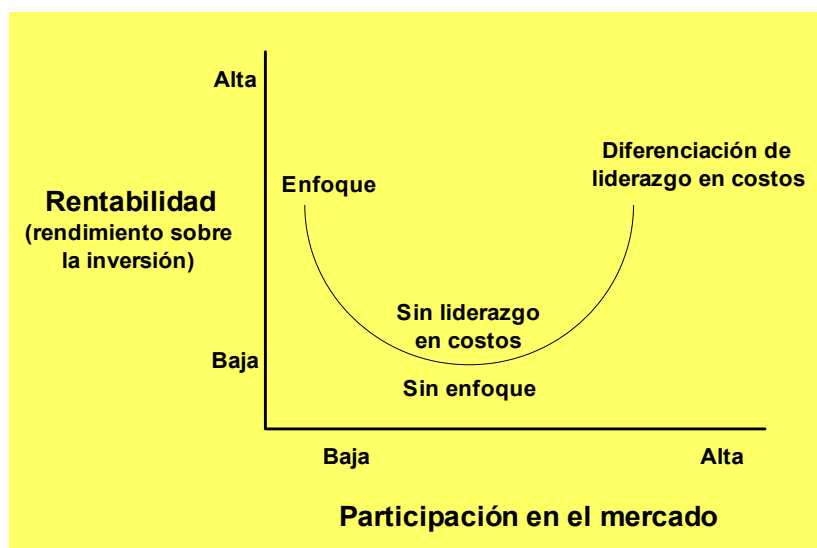 Alta
Diferenciación de
liderazgo en costos
Enfoque
Rentabilidad
(rendimiento sobre
la inversión)
Sin liderazgo
en costos
Baja
Sin enfoque
Baja
Alta
Participación en el mercado